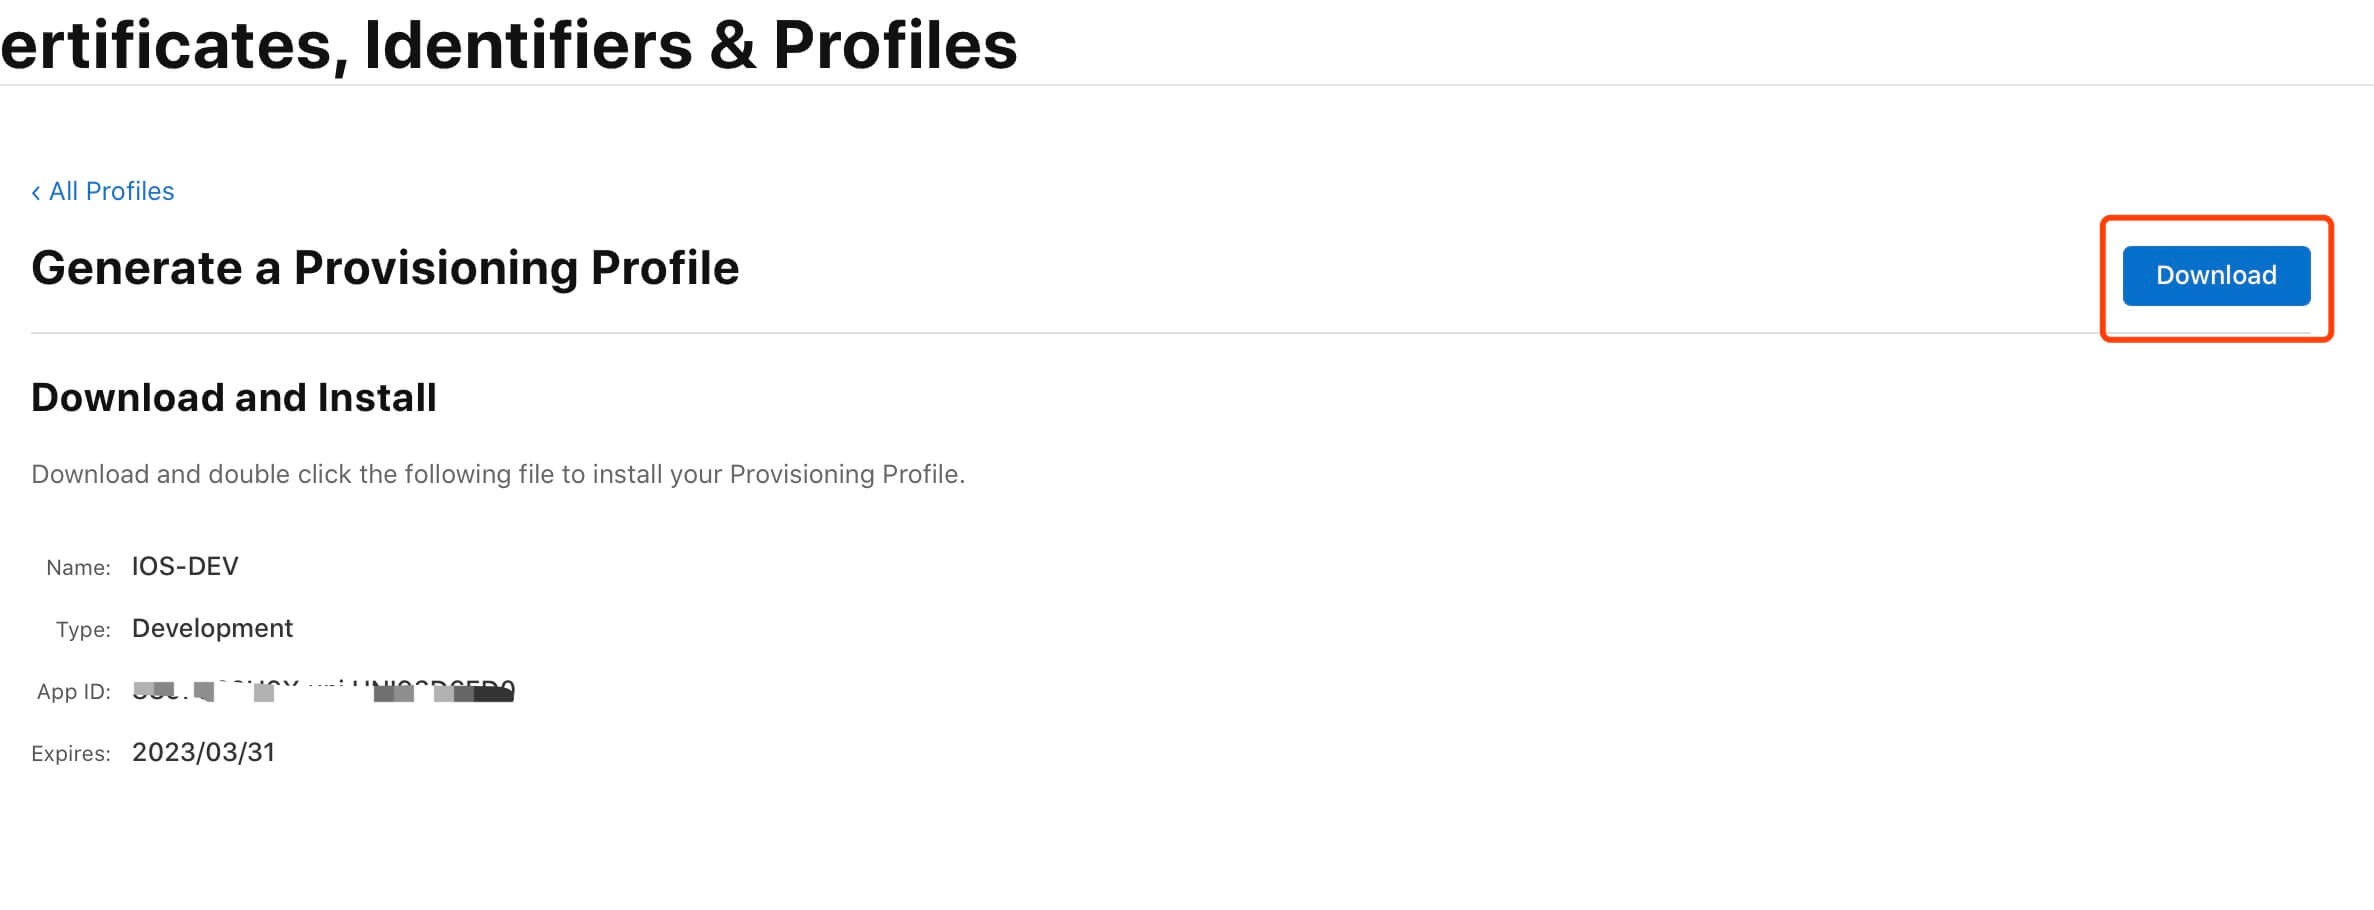 ertificates, Identifiers & Profiles
‹ All Profiles
Generate a Provisioning Profile
Download
Download and Install
Download and double click the following file to install your Provisioning Profile.
Name: IOS-DEV
Type: Development
App ID:
Expires: 2023/03/31